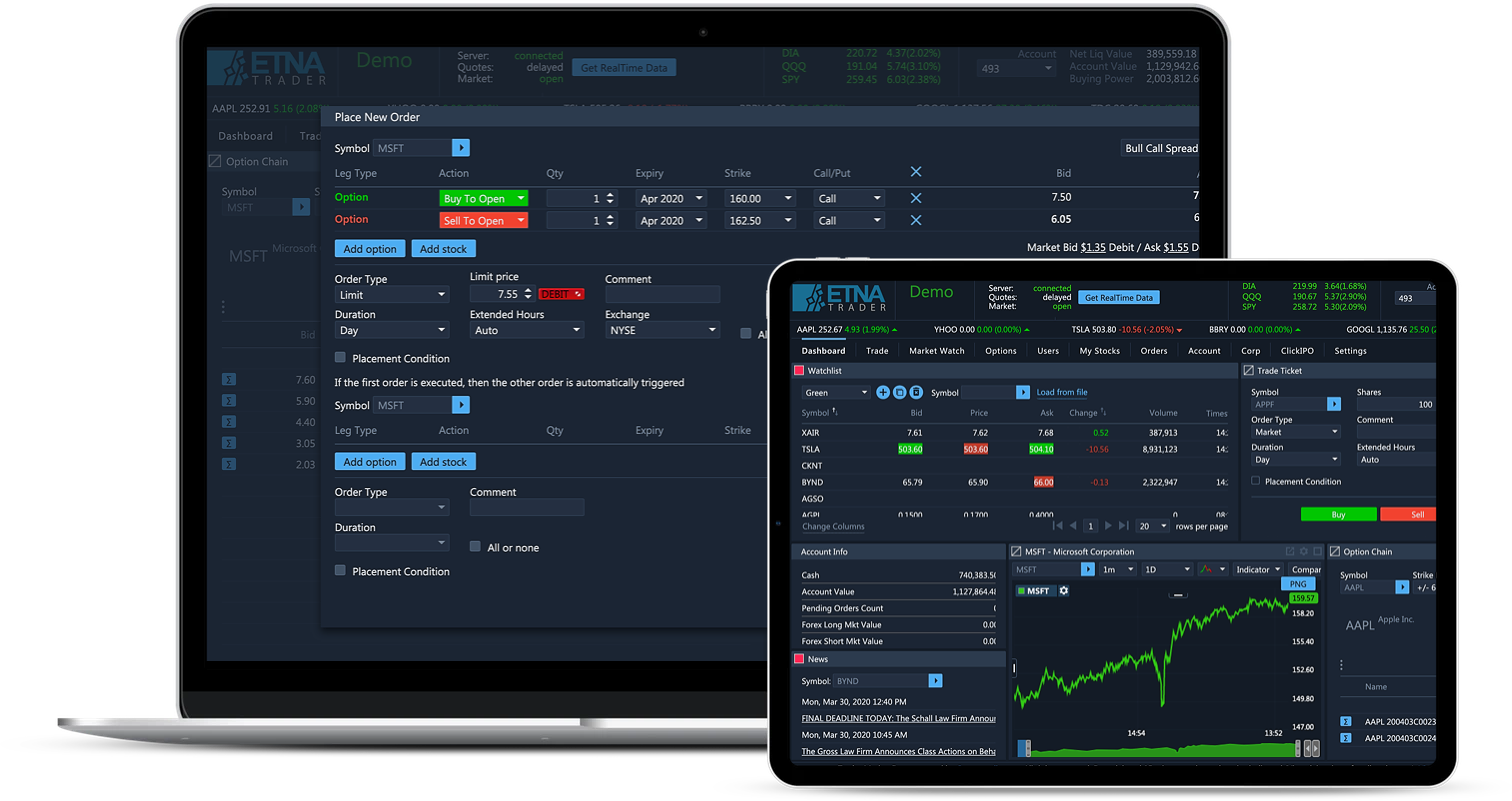 ETNA
TRADER
Demo
Server: connected
Quotes: delayed
Market: open
Get RealTime Data
DIA 220.72 4.37(2.02%)
QQQ 191.04 5.74(3.10%)
SPY 259.45 6.03(2.38%)
Account
493
Net Liq Value 389,559.18
Account Value 1,129,942.6
Buying Power 2,003,812.6
AAPL 252.91 5.16 (2.08%
Dashboard
Option Chain
Symbol
MSFT
MSFT Microsoft
Bid
7.60
5.90
4.40
3.05
2.03
Place New Order
Symbol MSFT
Bull Call Spread
Leg Type Action Qty Expiry Strike Call/Put Bid
Option Buy To Open 1 Apr 2020 160.00 Call 7.50 7
Option Sell To Open 1 Apr 2020 162.50 Call 6.05 6
Add option Add stock
Market Bid $1.35 Debit / Ask $1.55 D
Order Type Limit price Comment
Limit 7.55 DEBIT
Duration Extended Hours Exchange
Day Auto NYSE
Al
Placement Condition
If the first order is executed, then the other order is automatically triggered
Symbol MSFT
Leg Type Action Qty Expiry Strike
Add option Add stock
Order Type Comment
Duration
All or none
Placement Condition
ETNA
TRADER
Demo
Server: connected
Quotes: delayed
Market: open
Get RealTime Data
DIA 219.99 3.64(1.68%)
QQQ 190.67 5.37(2.90%)
SPY 258.72 5.30(2.09%)
Ac
493
AAPL 252.67 4.93 (1.99%) YHOO 0.00 0.00 (0.00%) TSLA 503.80 -10.56 (-2.05%) BBRY 0.00 0.00 (0.00%) GOOGL 1,135.76 25.50 (2
Dashboard Trade Market Watch Options Users My Stocks Orders Account Corp ClickIPO Settings
Watchlist
Green Symbol Load from file
Symbol Bid Price Ask Change Volume Times
XAIR 7.61 7.62 7.68 0.52 387,913 14:
TSLA 503.60 503.60 504.10 -10.56 8,931,123 14:
CKNT
BYND 65.79 65.90 66.00 -0.13 2,322,947 14:
AGSO
AGPL 0.1500 0.1700 0.4000 0 08:
Change Columns 1 20 rows per page
Trade Ticket
Symbol Shares
APPF 100
Order Type Comment
Market
Duration Extended Hours
Day Auto
Placement Condition
Buy Sell
Account Info
Cash 740,383.50
Account Value 1,127,864.48
Pending Orders Count
Forex Long Mkt Value 0.00
Forex Short Mkt Value 0.00
News
Symbol: BYND
Mon, Mar 30, 2020 12:40 PM
FINAL DEADLINE TODAY: The Schall Law Firm Announ
Mon, Mar 30, 2020 10:45 AM
The Gross Law Firm Announces Class Actions on Beha
MSFT - Microsoft Corporation
MSFT 1m 1D Indicator Compar
PNG
MSFT
159.57
158.20
155.40
152.60
149.80
147.00
14:54 13:52
Option Chain
Symbol Strike
AAPL +/- 6
AAPL Apple Inc.
Name
AAPL 200403C0023
AAPL 200403C0024